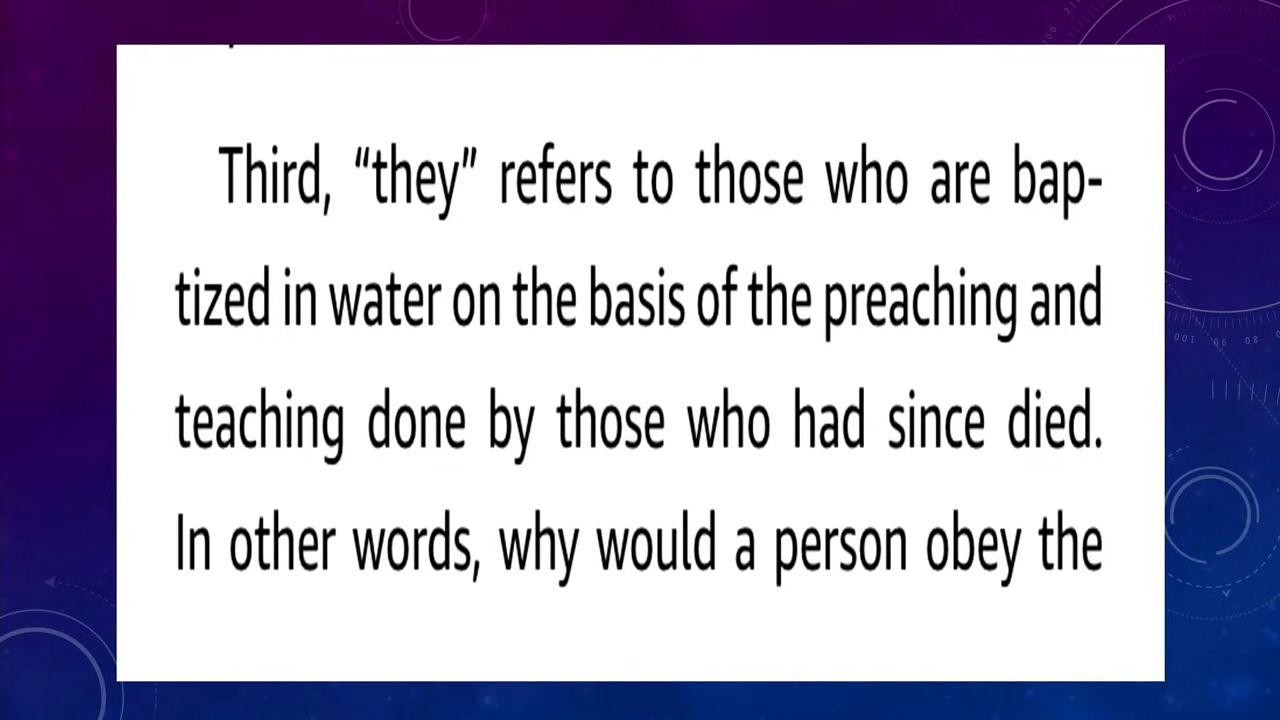 Third, “they” refers to those who are bap-
tized in water on the basis of the preaching and
teaching done by those who had since died.
In other words, why would a person obey the